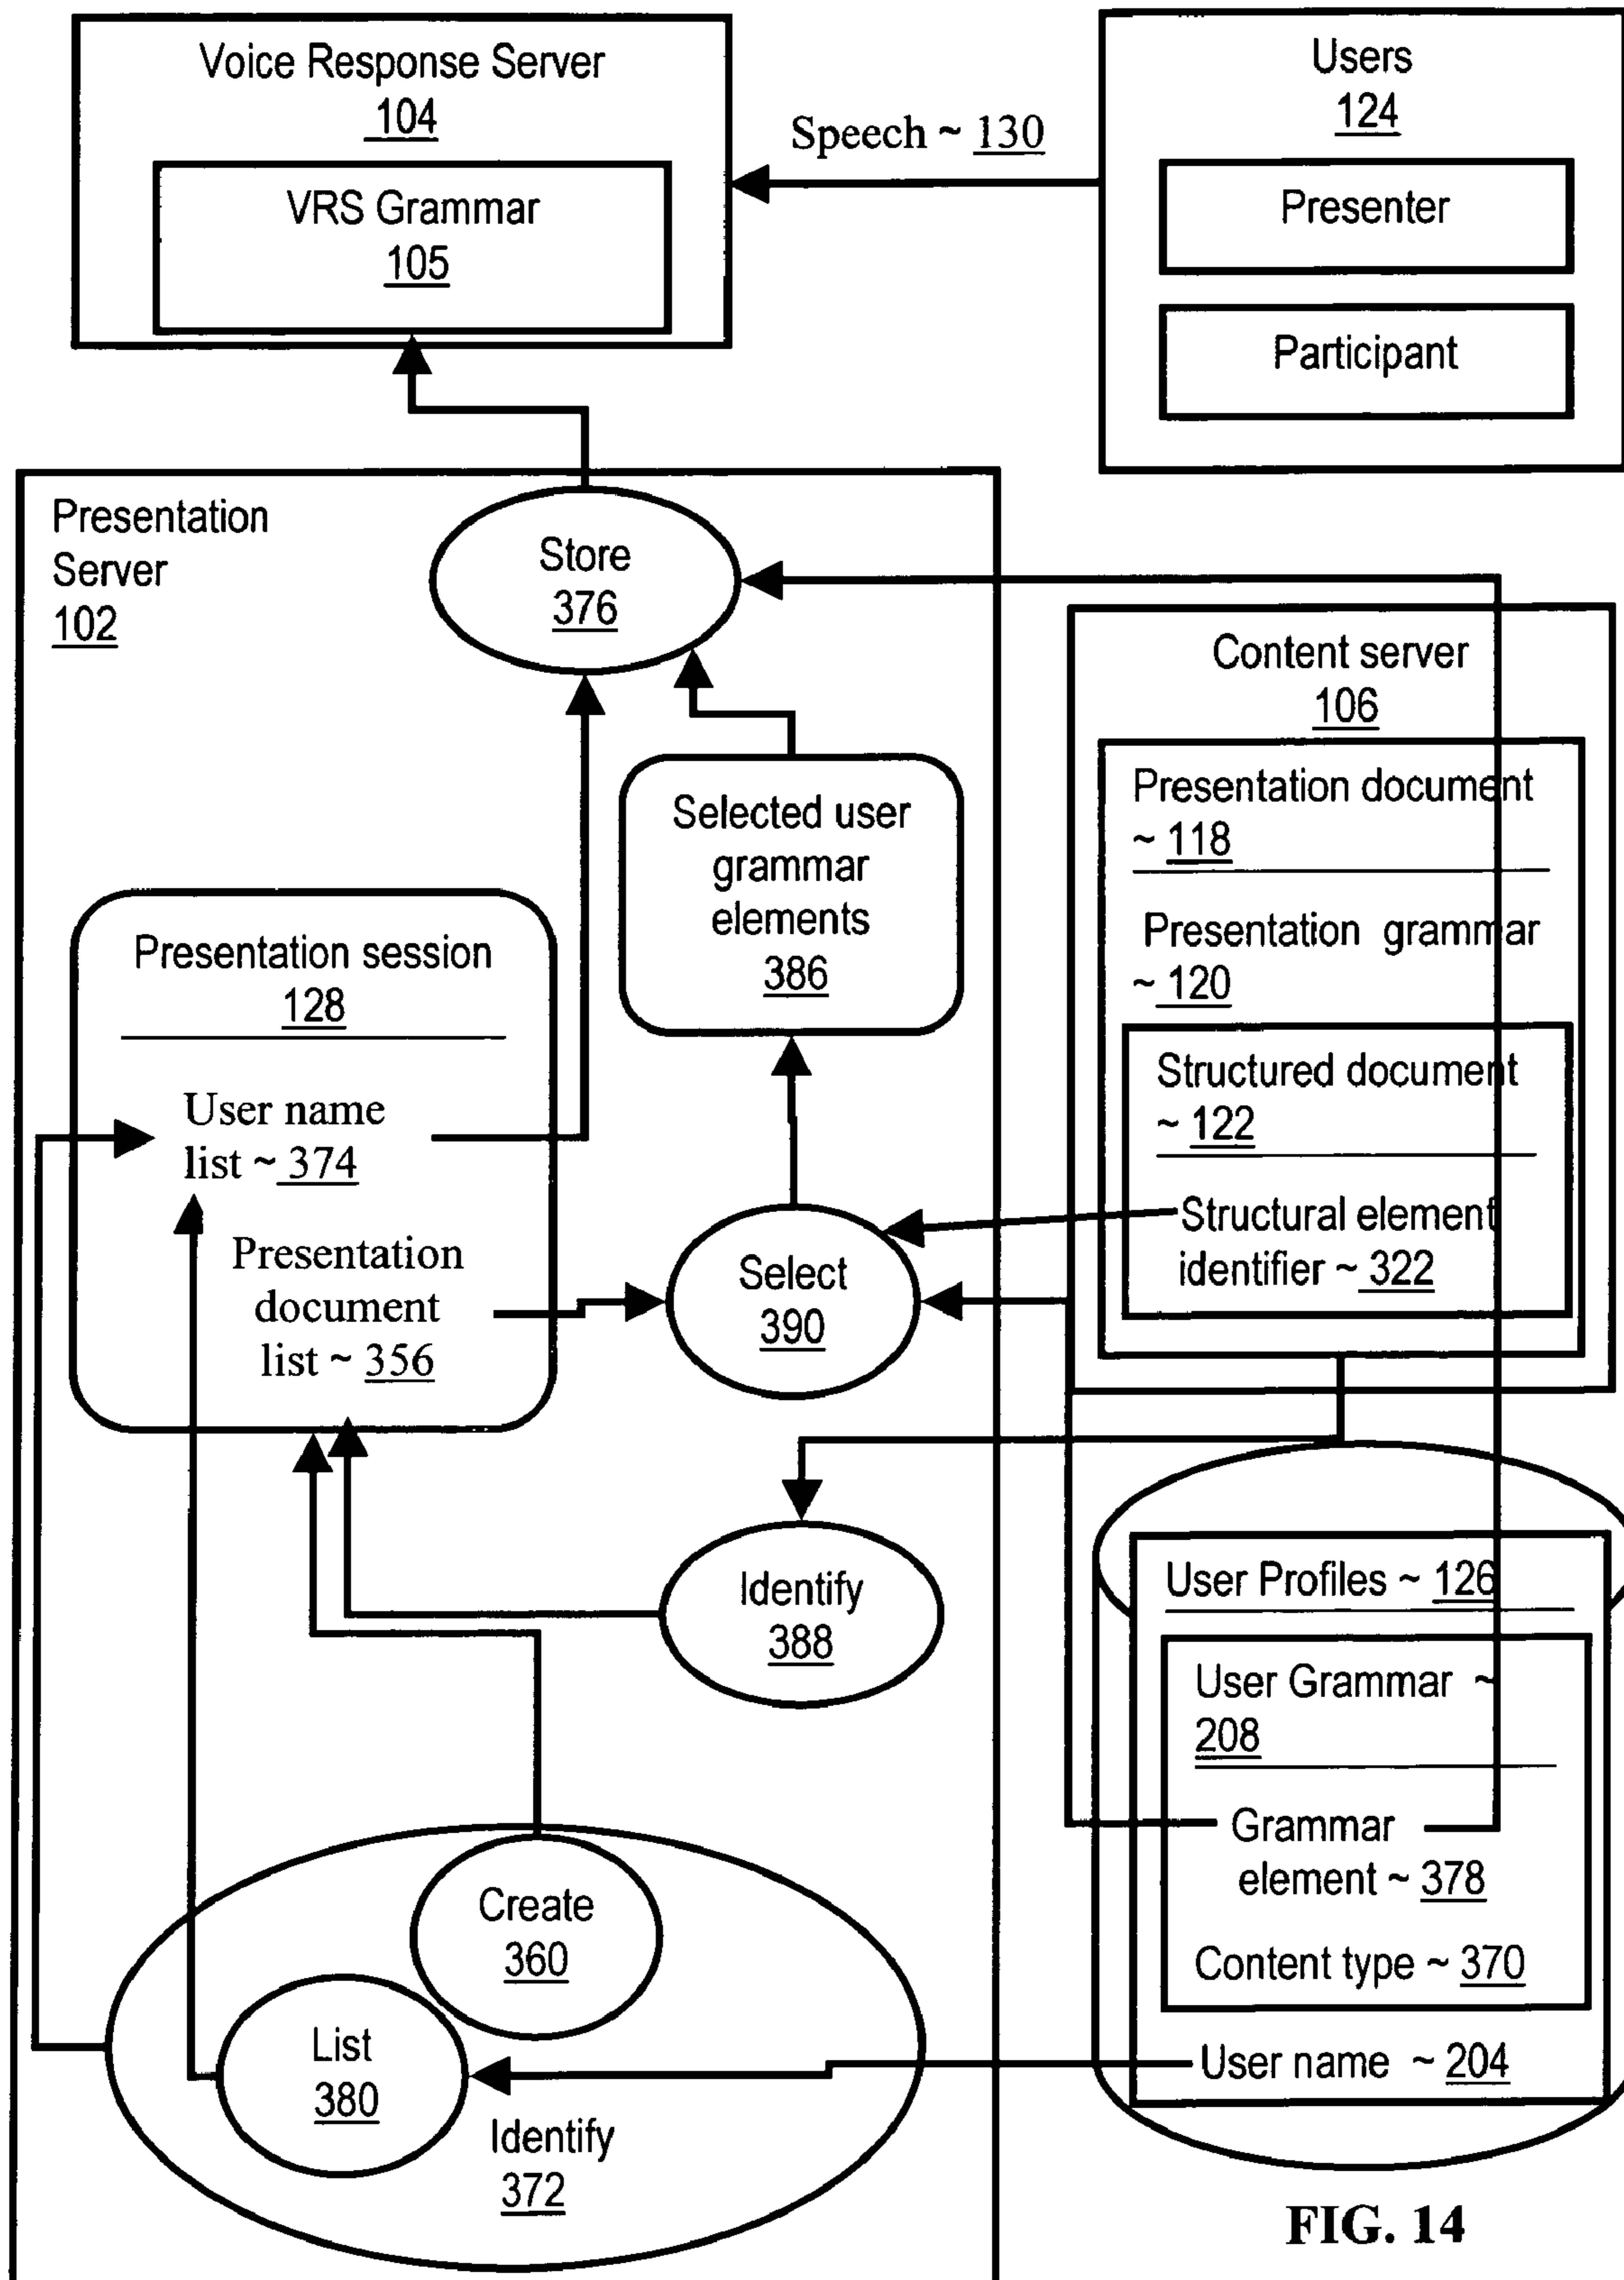 Voice Response Server
104
VRS Grammar
105
Speech ~ 130
Users
124
Presenter
Participant
Presentation
Server
102
Store
376
Content server
106
Presentation document
~ 118
Presentation grammar
~ 120
Structured document
~ 122
Structural element
identifier ~ 322
Selected user
grammar
elements
386
Presentation session
128
User name
list ~ 374
Presentation
document
list ~ 356
Select
390
Identify
388
User Profiles ~ 126
User Grammar ~
208
Grammar
element ~ 378
Content type ~ 370
User name ~ 204
Create
360
List
380
Identify
372
FIG. 14